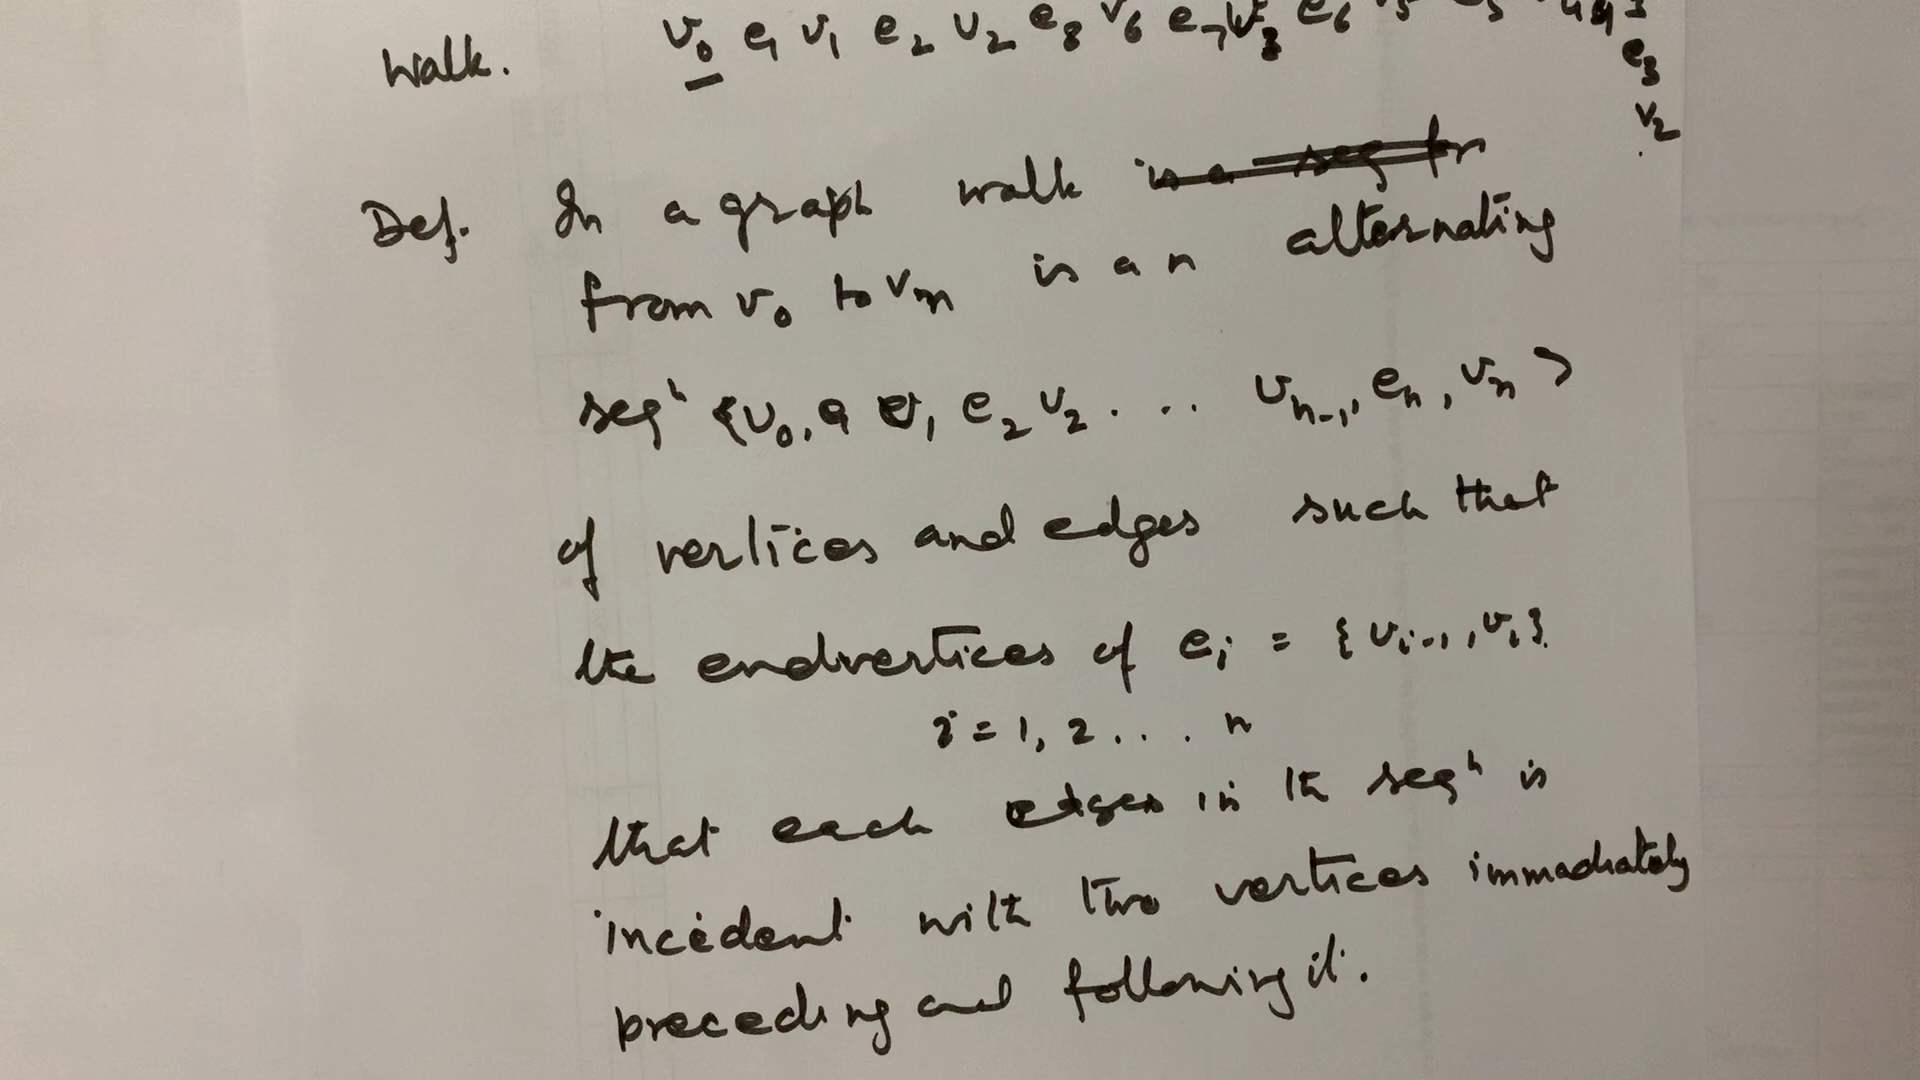 Walk. v₀ e₁ v₁ e₂ v₂ e₈ v₆ e₇ e₆
e₃
v₂
Def. In a graph walk is a seq fr
from v₀ to vₙ is an alternating
seqⁿ <v₀, e₁ v₁ e₂ v₂ . . . vₙ₋₁, eₙ, vₙ >
of vertices and edges such that
the endvertices of eᵢ = {vᵢ₋₁, vᵢ}.
i = 1, 2 . . . n
that each edges in the seqⁿ is
incident with two vertices immediately
preceding and following it.